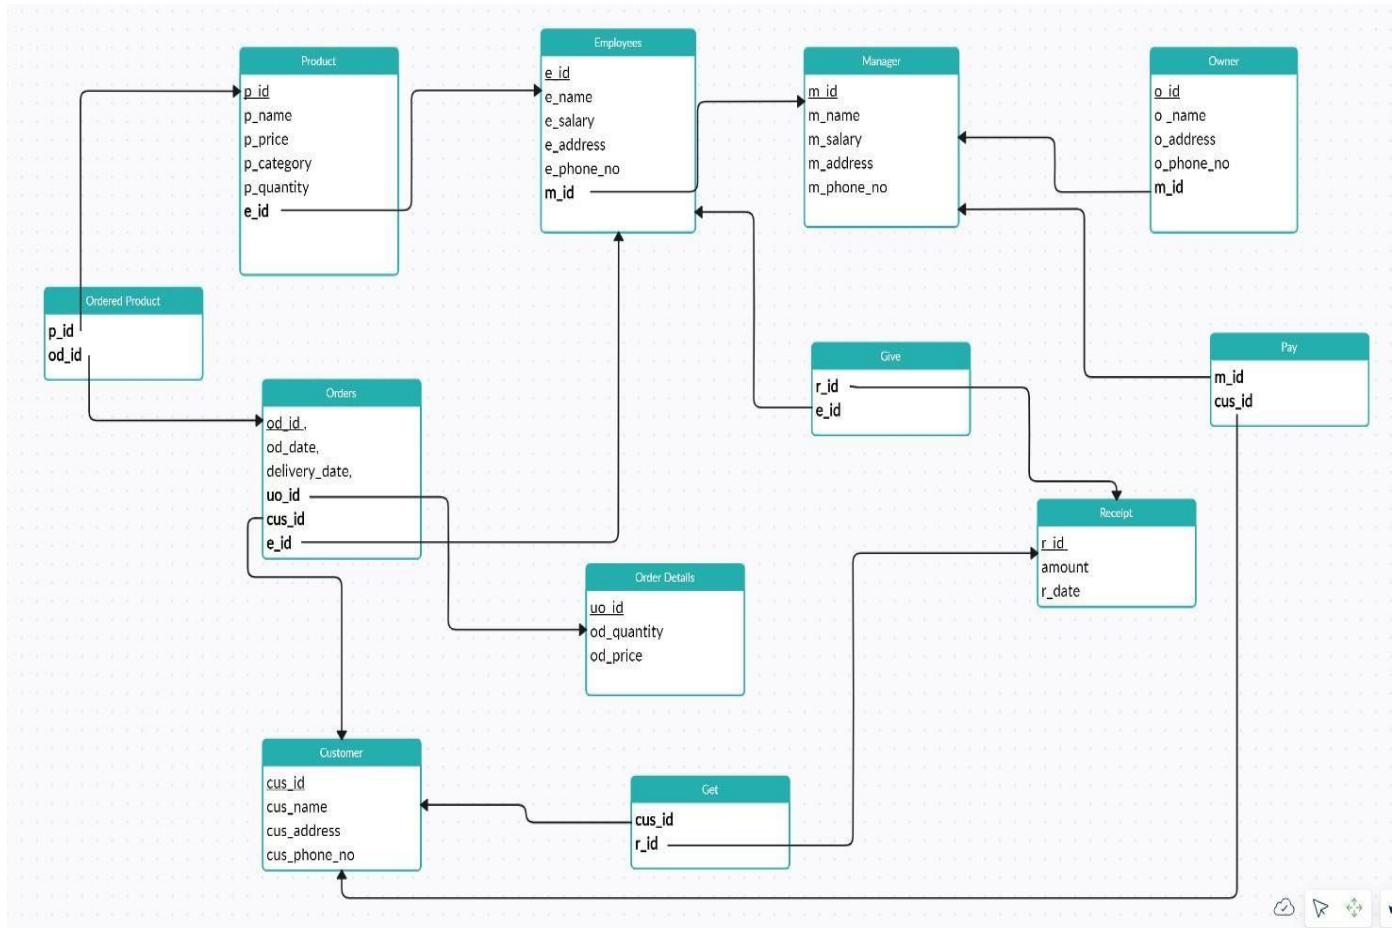 Product
p_id
p_name
p_price
p_category
p_quantity
e_id
Employees
e_id
e_name
e_salary
e_address
e_phone_no
m_id
Manager
m_id
m_name
m_salary
m_address
m_phone_no
Owner
o_id
o _name
o_address
o_phone_no
m_id
Ordered Product
p_id
od_id
Orders
od_id ,
od_date,
delivery_date,
uo_id
cus_id
e_id
Give
r_id
e_id
Pay
m_id
cus_id
Receipt
r_id
amount
r_date
Order Details
uo_id
od_quantity
od_price
Customer
cus_id
cus_name
cus_address
cus_phone_no
Get
cus_id
r_id